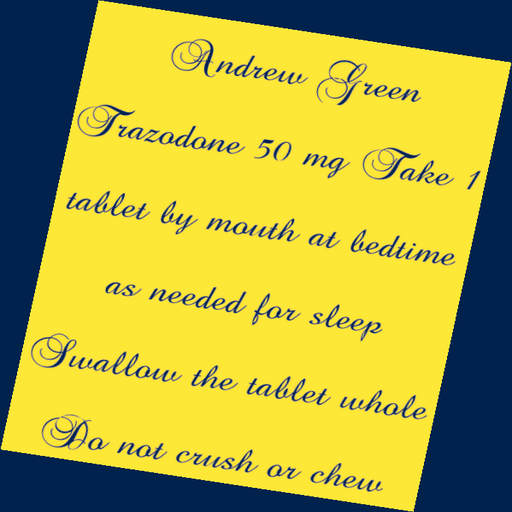 Andrew Green
Trazodone 50 mg Take 1
tablet by mouth at bedtime
as needed for sleep
Swallow the tablet whole
Do not crush or chew